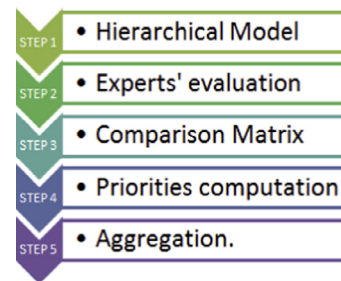 STEP 1 • Hierarchical Model
STEP 2 • Experts' evaluation
STEP 3 • Comparison Matrix
STEP 4 • Priorities computation
STEP 5 • Aggregation.